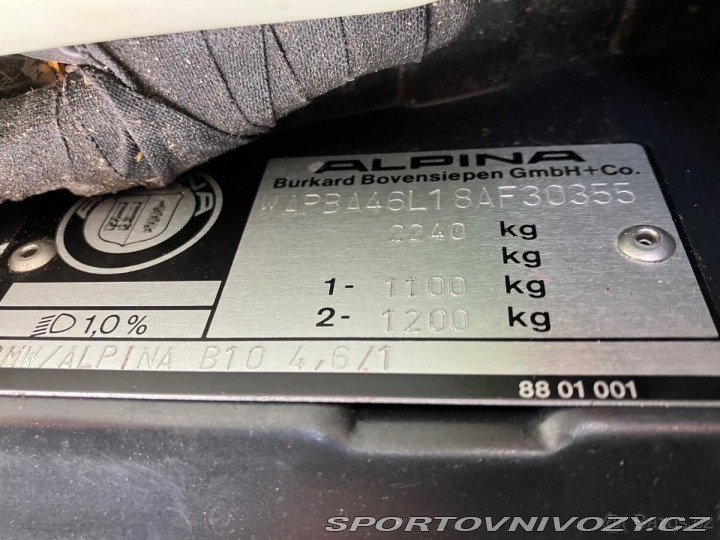 ALPINA
Burkard Bovensiepen GmbH+Co.
WAPBA46L18AF30355
2240 kg
kg
1- 1100 kg
2- 1200 kg
1,0%
BMW/ALPINA B10 4,6/1
88 01 001
SPORTOVNIVOZY.CZ